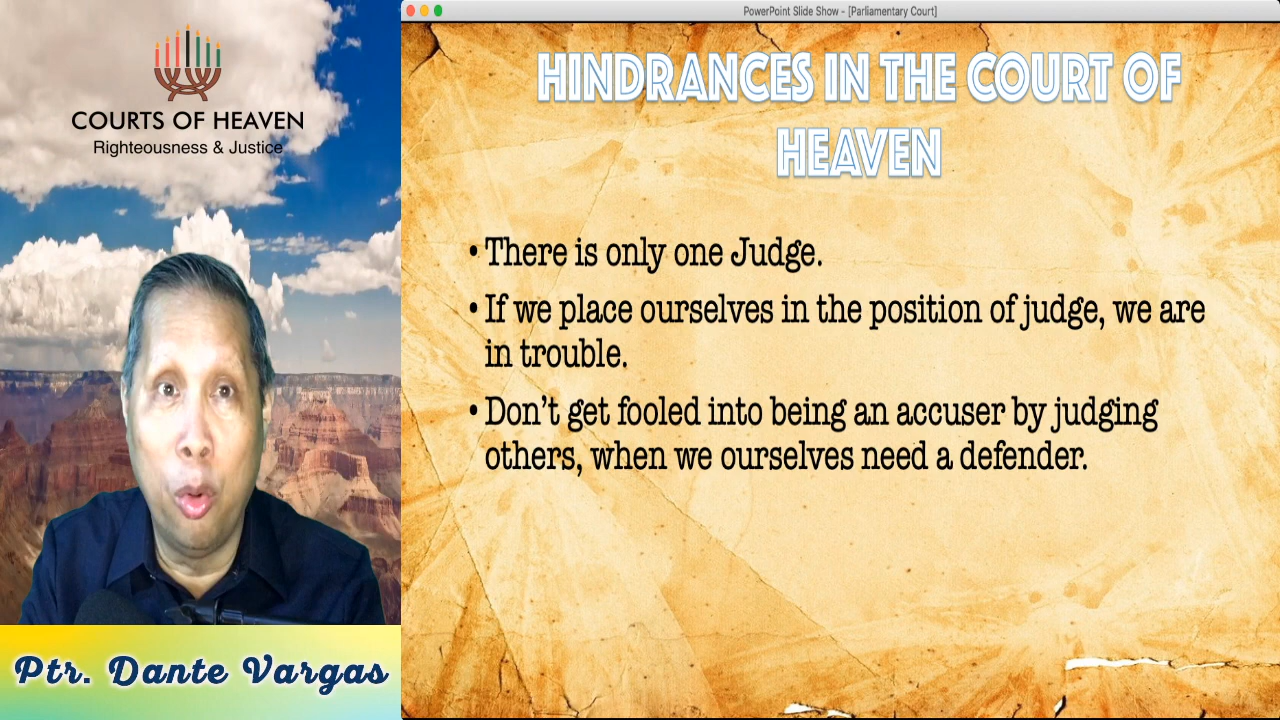 PowerPoint Slide Show - [Parliamentary Court]
COURTS OF HEAVEN
Righteousness & Justice
HINDRANCES IN THE COURT OF
HEAVEN
• There is only one Judge.
• If we place ourselves in the position of judge, we are
in trouble.
• Don’t get fooled into being an accuser by judging
others, when we ourselves need a defender.
Ptr. Dante Vargas